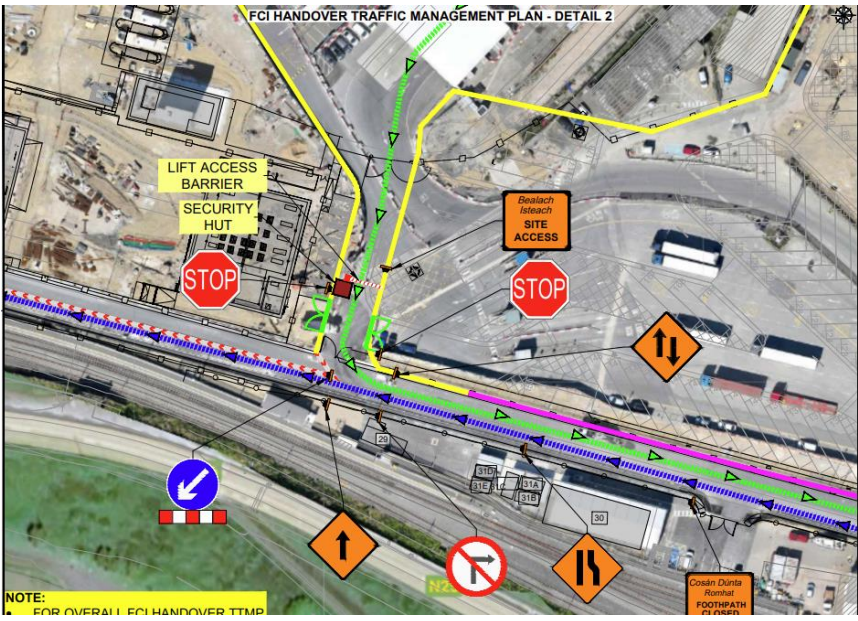 FCI HANDOVER TRAFFIC MANAGEMENT PLAN - DETAIL 2
LIFT ACCESS
BARRIER
SECURITY
HUT
STOP
Bealach
Isteach
SITE
ACCESS
STOP
29
31D
31E
31C
31A
31B
30
Cosán Dúnta
Romhat
FOOTPATH
CLOSED
NOTE:
• FOR OVERALL FCI HANDOVER TTMP